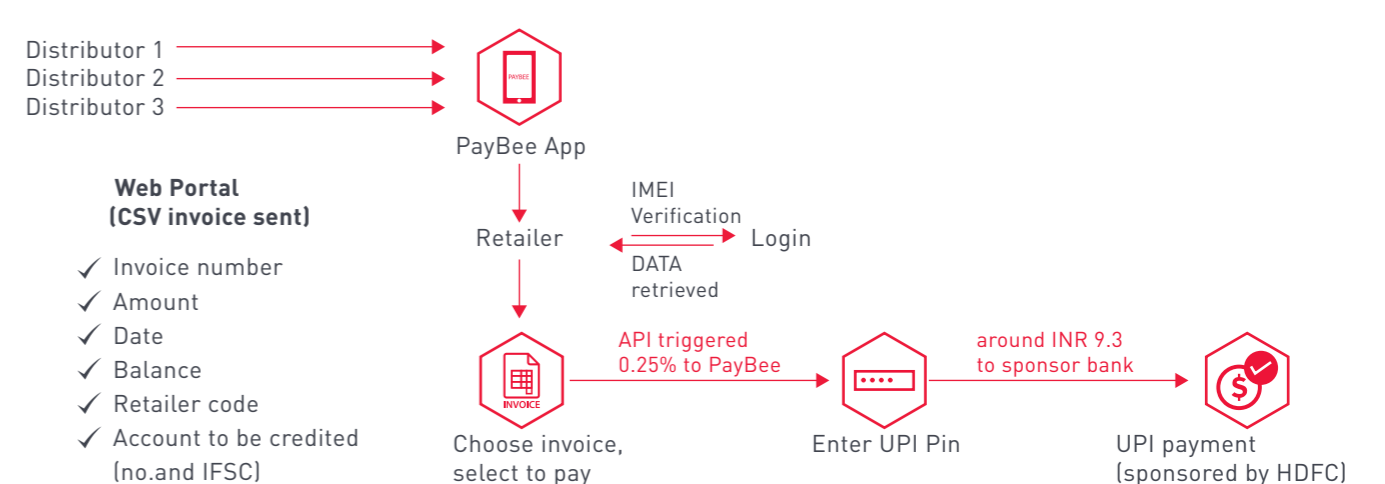 Distributor 1
Distributor 2
Distributor 3
PAYBEE
PayBee App
Web Portal
(CSV invoice sent)
Invoice number
Amount
Date
Balance
Retailer code
Account to be credited
(no.and IFSC)
Retailer
IMEI
Verification
Login
DATA
retrieved
INVOICE
Choose invoice,
select to pay
API triggered
0.25% to PayBee
Enter UPI Pin
around INR 9.3
to sponsor bank
$
UPI payment
(sponsored by HDFC)